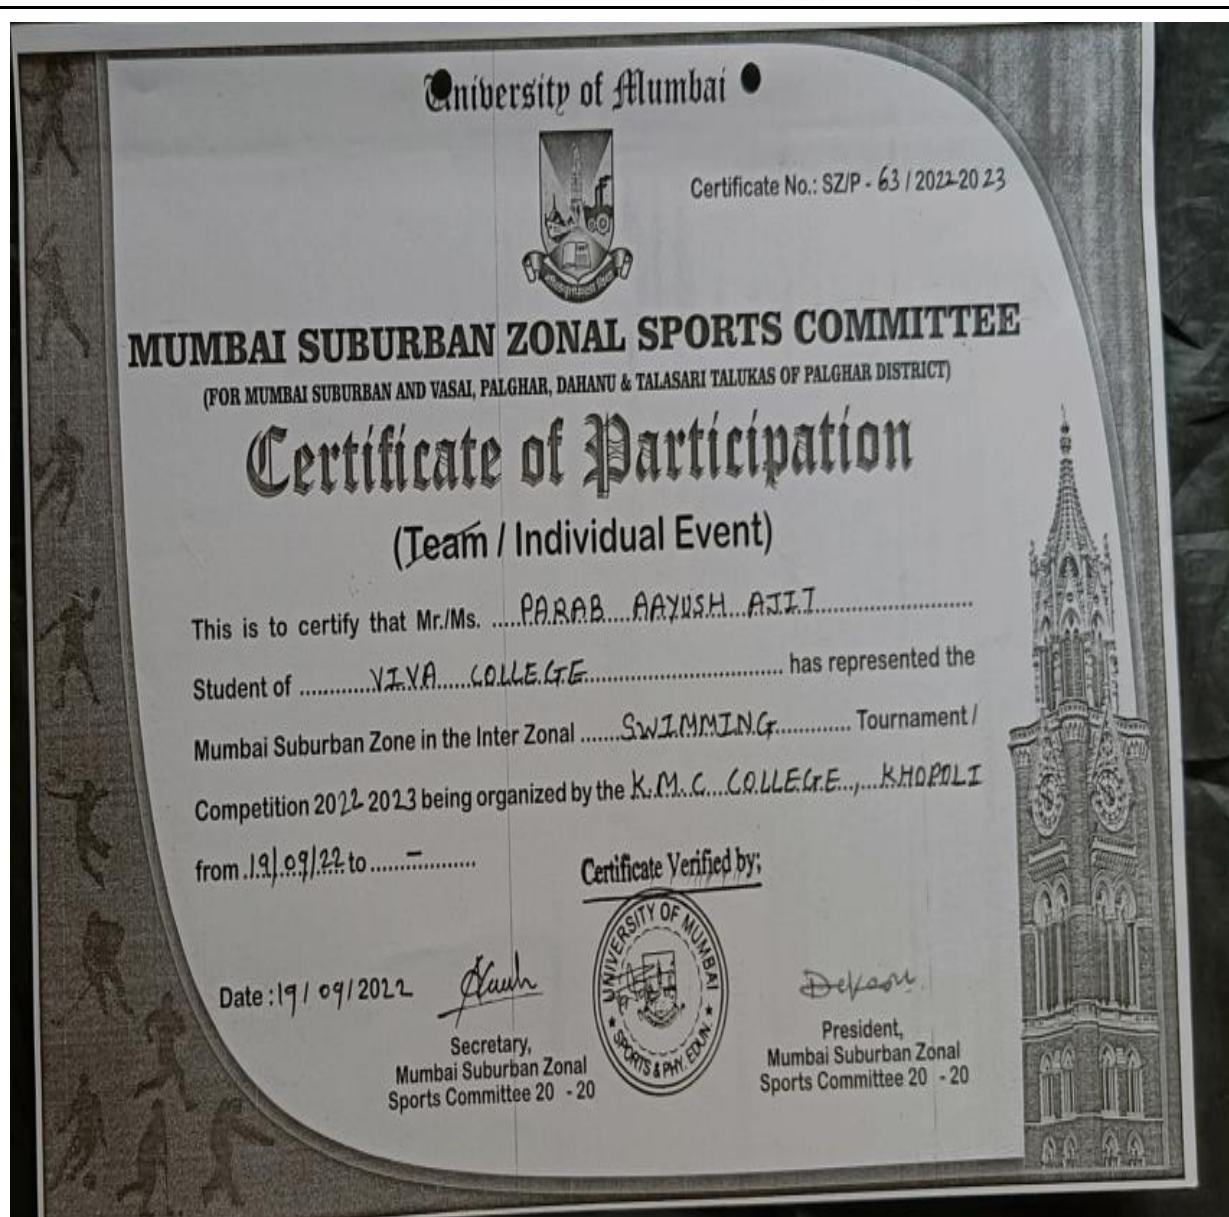 University of Mumbai
Certificate No.: SZ/P - 63 / 2022-2023
MUMBAI SUBURBAN ZONAL SPORTS COMMITTEE
(FOR MUMBAI SUBURBAN AND VASAI, PALGHAR, DAHANU & TALASARI TALUKAS OF PALGHAR DISTRICT)
Certificate of Participation
(Team / Individual Event)
This is to certify that Mr./Ms. .....PARAB....AAYUSH...AJIT......................
Student of ............VIVA......COLLEGE............................... has represented the
Mumbai Suburban Zone in the Inter Zonal .......SWIMMING............ Tournament /
Competition 2022-2023 being organized by the K.M.C. COLLEGE..,...KHOPOLI
from 19/09/22 to ......–.........
Certificate Verified by;
UNIVERSITY OF MUMBAI
★ SPORTS & PHY. EDUN. ★
Date : 19 / 09 / 2022
Secretary,
Mumbai Suburban Zonal
Sports Committee 20 - 20
President,
Mumbai Suburban Zonal
Sports Committee 20 - 20